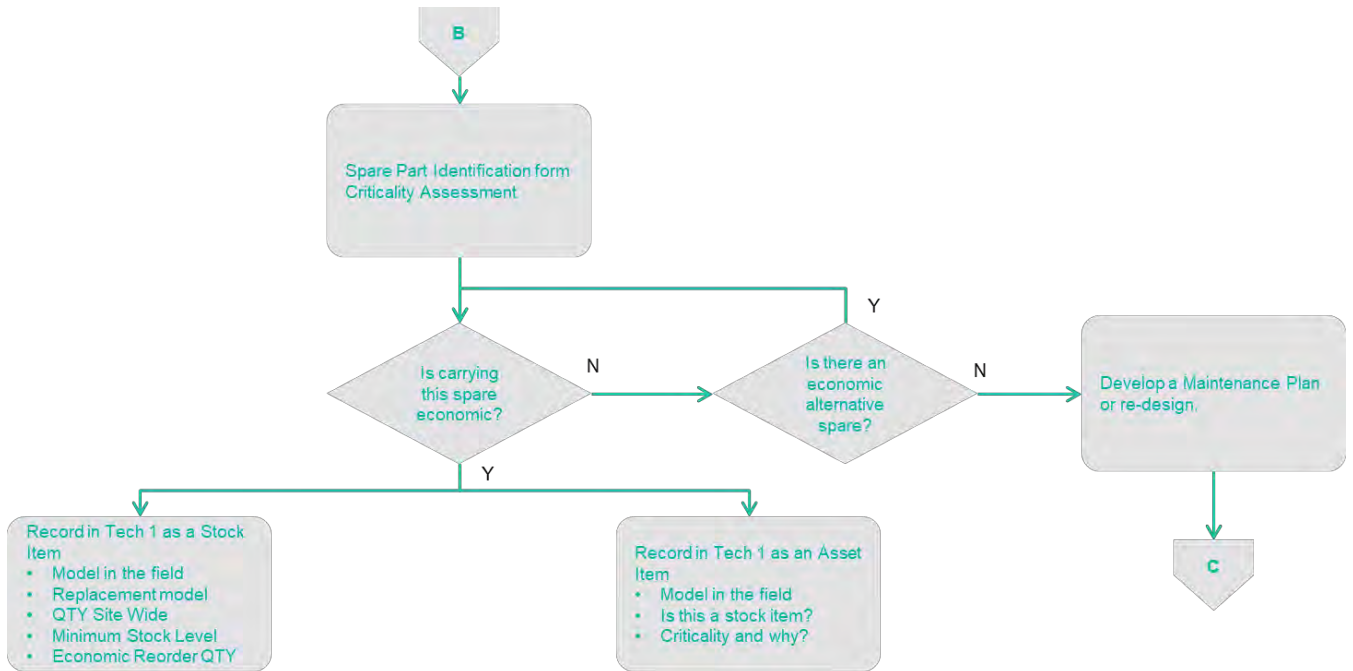 B
Spare Part Identification form
Criticality Assessment
Y
Is carrying
this spare
economic?
N
Is there an
economic
alternative
spare?
N
Develop a Maintenance Plan
or re-design.
Y
Record in Tech 1 as a Stock
Item
• Model in the field
• Replacement model
• QTY Site Wide
• Minimum Stock Level
• Economic Reorder QTY
Record in Tech 1 as an Asset
Item
• Model in the field
• Is this a stock item?
• Criticality and why?
C